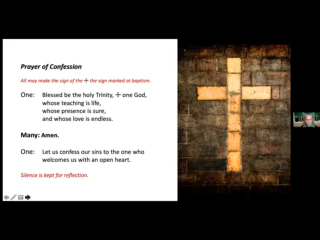 Prayer of Confession
All may make the sign of the ☩ the sign marked at baptism.
One: Blessed be the holy Trinity, ☩ one God,
whose teaching is life,
whose presence is sure,
and whose love is endless.
Many: Amen.
One: Let us confess our sins to the one who
welcomes us with an open heart.
Silence is kept for reflection.